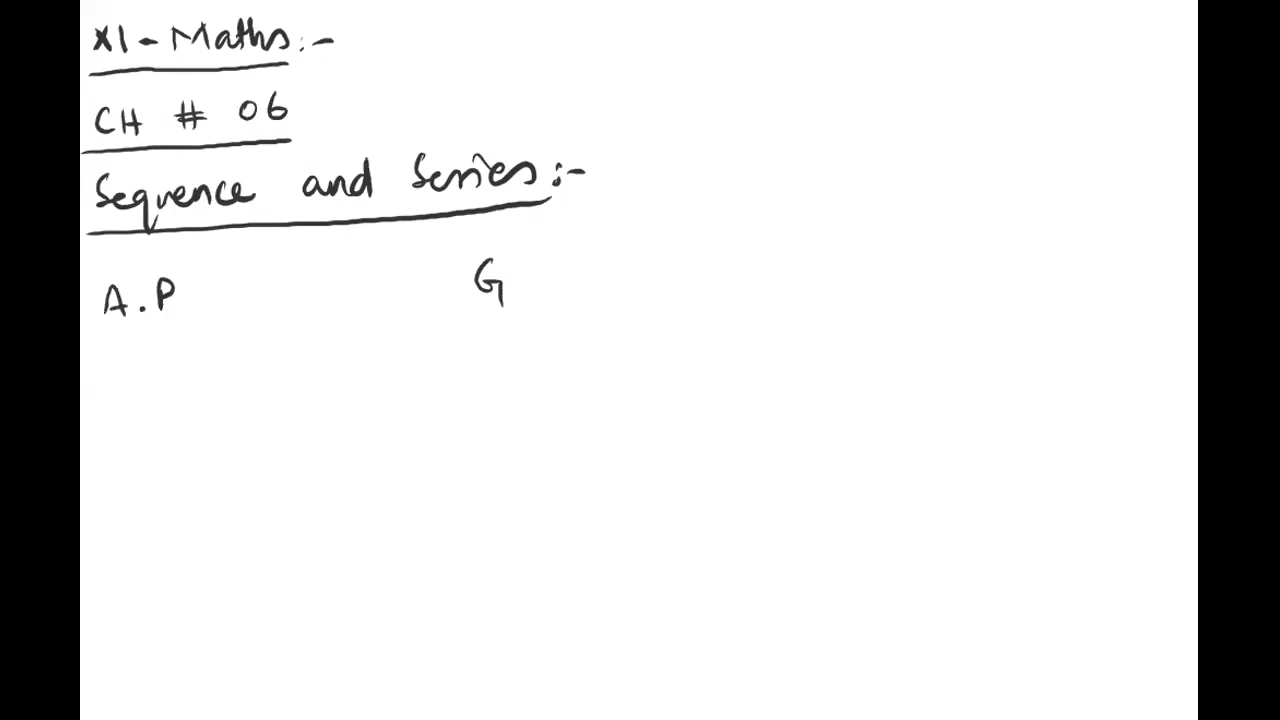 XI - Maths :-
CH # 06
Sequence and Series :-
A.P G